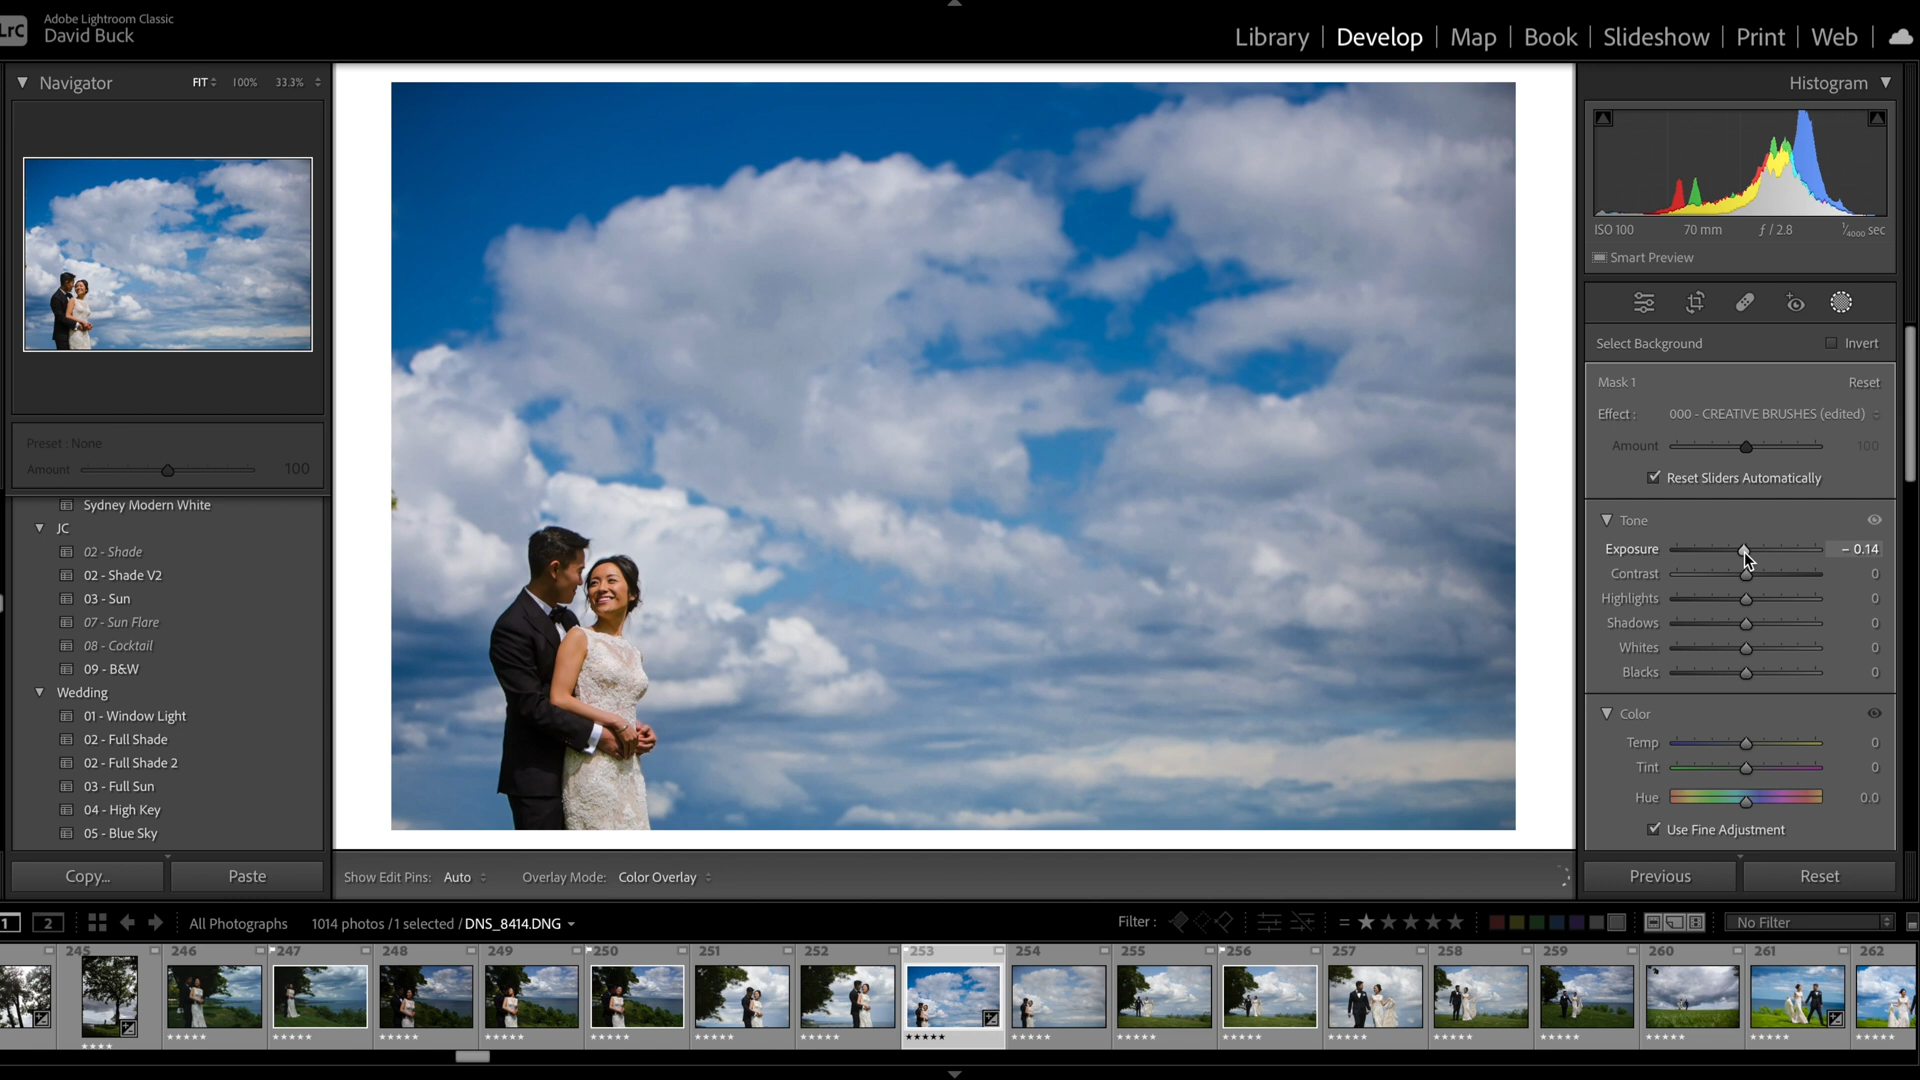 LrC
Adobe Lightroom Classic
David Buck
Library | Develop | Map | Book | Slideshow | Print | Web |
Navigator FIT 100% 33.3%
Preset : None
Amount 100
Sydney Modern White
JC
02 - Shade
02 - Shade V2
03 - Sun
07 - Sun Flare
08 - Cocktail
09 - B&W
Wedding
01 - Window Light
02 - Full Shade
02 - Full Shade 2
03 - Full Sun
04 - High Key
05 - Blue Sky
Copy... Paste
Show Edit Pins: Auto Overlay Mode: Color Overlay
Histogram
ISO 100 70 mm ƒ / 2.8 1/4000 sec
Smart Preview
Select Background Invert
Mask 1 Reset
Effect : 000 - CREATIVE BRUSHES (edited)
Amount 100
Reset Sliders Automatically
Tone
Exposure – 0.14
Contrast 0
Highlights 0
Shadows 0
Whites 0
Blacks 0
Color
Temp 0
Tint 0
Hue 0.0
Use Fine Adjustment
Previous Reset
1 2 All Photographs 1014 photos / 1 selected / DNS_8414.DNG Filter : No Filter
245 246 247 248 249 250 251 252 253 254 255 256 257 258 259 260 261 262